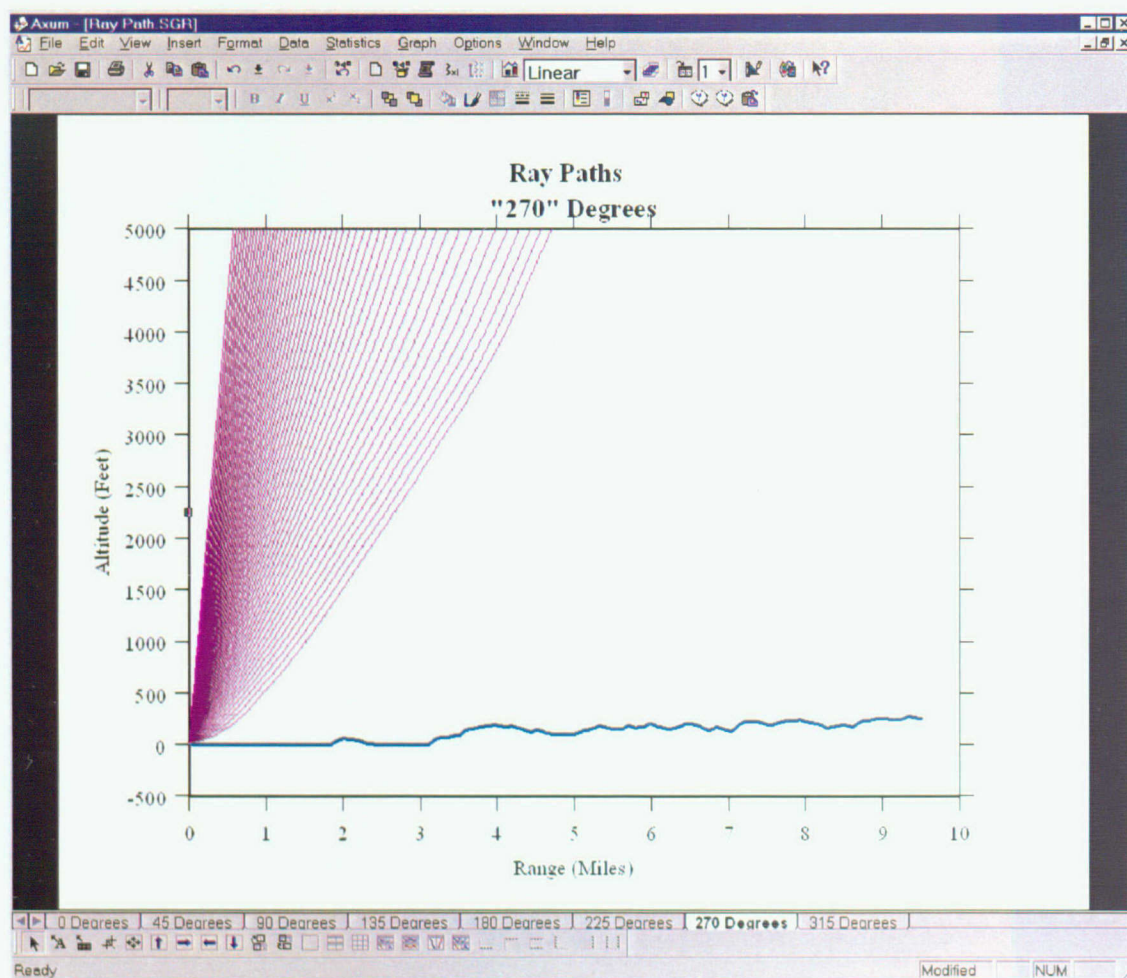 Axum - [Ray Path.SGR]
File Edit View Insert Format Data Statistics Graph Options Window Help
Linear 1
B I U x² x₂
Ray Paths
"270" Degrees
5000
4500
4000
3500
3000
2500
2000
1500
1000
500
0
-500
Altitude (Feet)
0 1 2 3 4 5 6 7 8 9 10
Range (Miles)
0 Degrees 45 Degrees 90 Degrees 135 Degrees 180 Degrees 225 Degrees 270 Degrees 315 Degrees
Ready Modified NUM